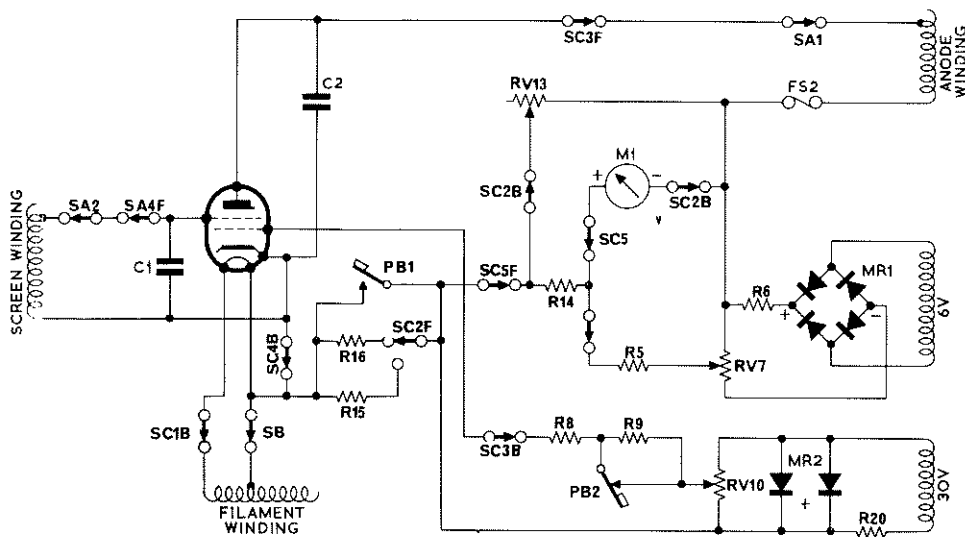 SC3F
SA1
ANODE
WINDING
C2
RV13
FS2
M1
+
-
SC2B
SC2B
v
SA2
SA4F
SCREEN WINDING
C1
PB1
SC5
SC5F
R14
R6
MR1
+
-
6V
SC4B
R16
SC2F
R15
R5
RV7
SC1B
SB
FILAMENT
WINDING
SC3B
R8
R9
PB2
RV10
MR2
+
R20
30V